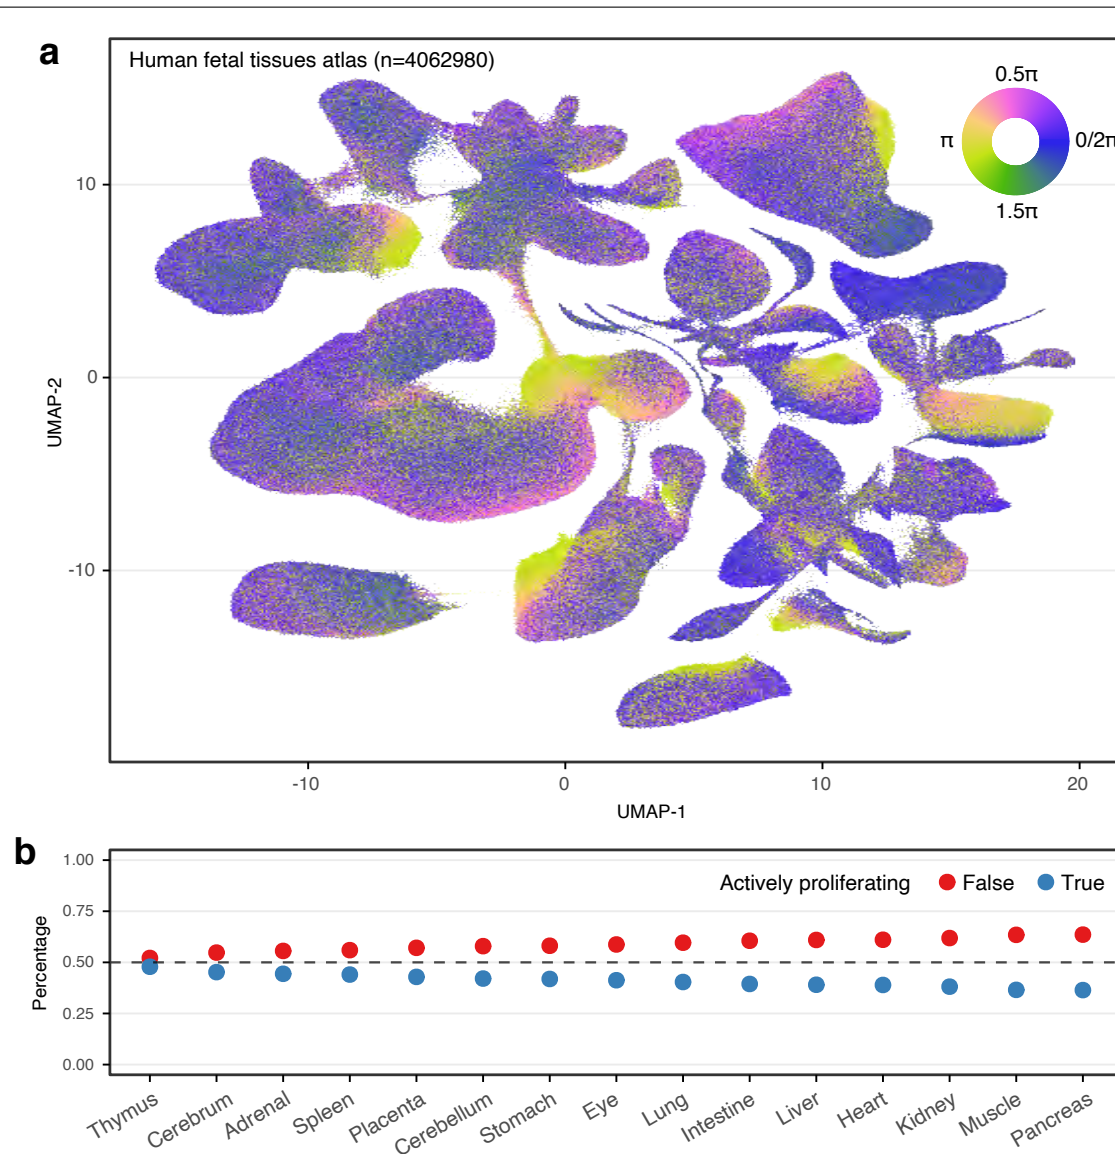 a
Human fetal tissues atlas (n=4062980)
0.5π
π
0/2π
1.5π
10
0
-10
UMAP-2
-10
0
10
20
UMAP-1
b
1.00
0.75
0.50
0.25
0.00
Percentage
Actively proliferating
False
True
Thymus
Cerebrum
Adrenal
Spleen
Placenta
Cerebellum
Stomach
Eye
Lung
Intestine
Liver
Heart
Kidney
Muscle
Pancreas